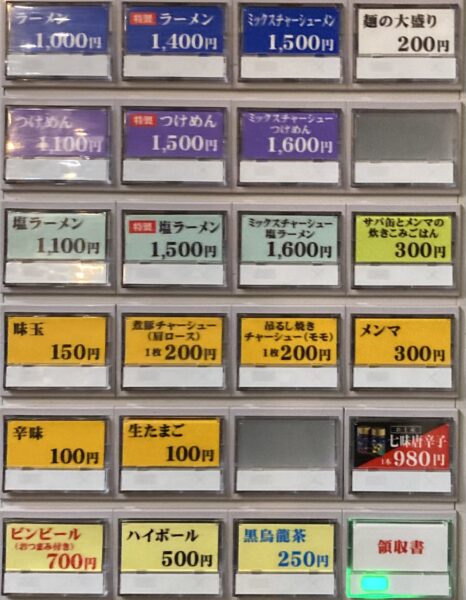 ラーメン
1,000円
特製 ラーメン
1,400円
ミックスチャーシューメン
1,500円
麺の大盛り
200円
つけめん
1,100円
特製 つけめん
1,500円
ミックスチャーシュー
つけめん
1,600円
塩ラーメン
1,100円
特製 塩ラーメン
1,500円
ミックスチャーシュー
塩ラーメン
1,600円
サバ缶とメンマの
炊きこみごはん
300円
味玉
150円
煮豚チャーシュー
(肩ロース)
1枚200円
吊るし焼き
チャーシュー(モモ)
1枚200円
メンマ
300円
辛味
100円
生たまご
100円
七味唐辛子
1本 980円
ビンビール
(おつまみ付き)
700円
ハイボール
500円
黒烏龍茶
250円
領収書